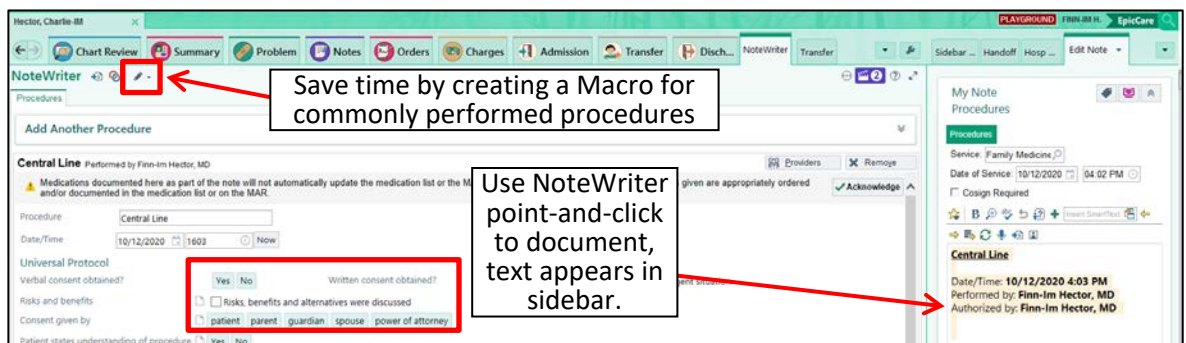 Hector, Charlie-IM
PLAYGROUND FINN-IM H. EpicCare
Chart Review Summary Problem Notes Orders Charges Admission Transfer Disch... NoteWriter Transfer
Sidebar ... Handoff Hosp ... Edit Note
NoteWriter
2
Save time by creating a Macro for
commonly performed procedures
Procedures
Add Another Procedure
Central Line Performed by Finn-Im Hector, MD
Providers Remove
Medications documented here as part of the note will not automatically update the medication list or the
given are appropriately ordered
and/or documented in the medication list or on the MAR.
Acknowledge
Procedure Central Line
Date/Time 10/12/2020 1603 Now
Universal Protocol
Verbal consent obtained? Yes No Written consent obtained?
Risks and benefits Risks, benefits and alternatives were discussed
Consent given by patient parent guardian spouse power of attorney
Patient states understanding of procedure Yes No
Use NoteWriter
point-and-click
to document,
text appears in
sidebar.
My Note
Procedures
Procedures
Service: Family Medicine
Date of Service: 10/12/2020 04:02 PM
Cosign Required
B Insert SmartText
Central Line
Date/Time: 10/12/2020 4:03 PM
Performed by: Finn-Im Hector, MD
Authorized by: Finn-Im Hector, MD